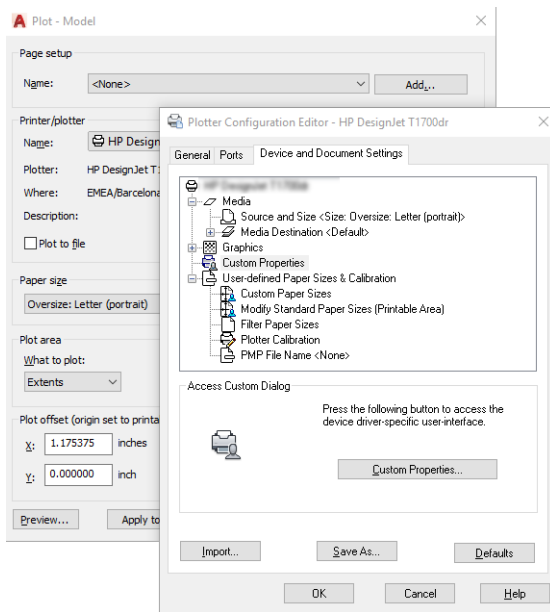 A Plot - Model
Page setup
Name: <None> Add...
Printer/plotter
Name: HP Design
Plotter: HP DesignJet T1
Where: EMEA/Barcelona
Description:
Plot to file
Paper size
Oversize: Letter (portrait)
Plot area
What to plot:
Extents
Plot offset (origin set to printa
X: 1.175375 inches
Y: 0.000000 inch
Preview... Apply to
Plotter Configuration Editor - HP DesignJet T1700dr
General Ports Device and Document Settings
HP DesignJet T1700dr
Media
Source and Size <Size: Oversize: Letter (portrait)>
Media Destination <Default>
Graphics
Custom Properties
User-defined Paper Sizes & Calibration
Custom Paper Sizes
Modify Standard Paper Sizes (Printable Area)
Filter Paper Sizes
Plotter Calibration
PMP File Name <None>
Access Custom Dialog
Press the following button to access the
device driver-specific user-interface.
Custom Properties...
Import... Save As... Defaults
OK Cancel Help